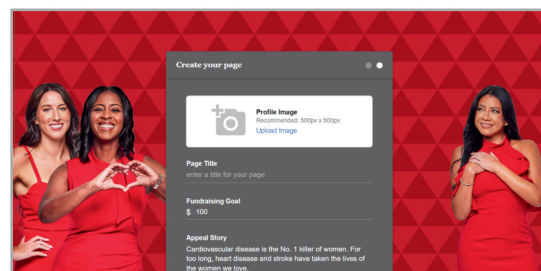 Create your page
Profile Image
Recommended: 500px x 500px
Upload Image
Page Title
enter a title for your page
Fundraising Goal
$ 100
Appeal Story
Cardiovascular disease is the No. 1 killer of women. For
too long, heart disease and stroke have taken the lives of
the women we love.